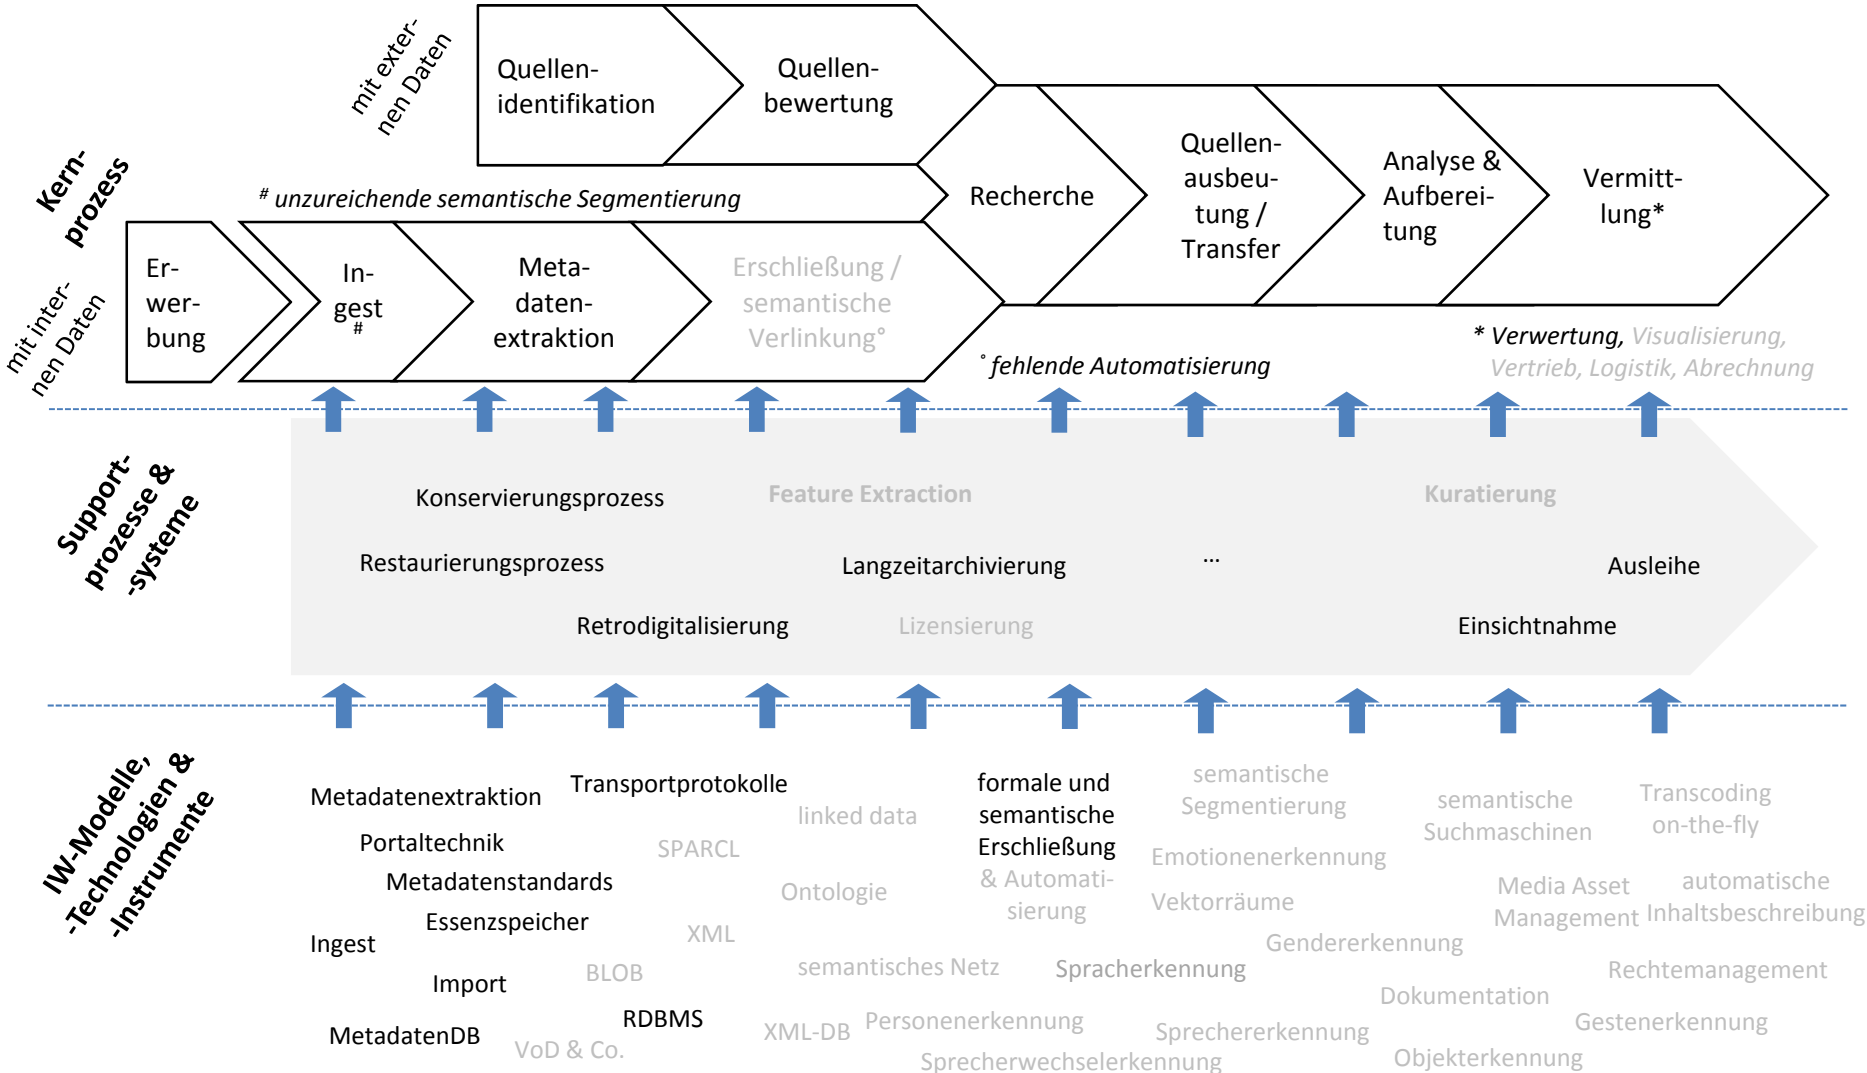 mit exter-
nen Daten
Quellen-
identifikation
Quellen-
bewertung
Kern-
prozess
# unzureichende semantische Segmentierung
Recherche
Quellen-
ausbeu-
tung /
Transfer
Analyse &
Aufberei-
tung
Vermitt-
lung*
mit inter-
nen Daten
Er-
wer-
bung
In-
gest
#
Meta-
daten-
extraktion
Erschließung /
semantische
Verlinkung°
° fehlende Automatisierung
* Verwertung, Visualisierung,
Vertrieb, Logistik, Abrechnung
Support-
prozesse &
-systeme
Konservierungsprozess
Feature Extraction
Kuratierung
Restaurierungsprozess
Langzeitarchivierung
...
Ausleihe
Retrodigitalisierung
Lizensierung
Einsichtnahme
IW-Modelle,
-Technologien &
-Instrumente
Metadatenextraktion
Transportprotokolle
Portaltechnik
Metadatenstandards
Essenzspeicher
Ingest
Import
MetadatenDB
SPARCL
XML
BLOB
RDBMS
VoD & Co.
linked data
Ontologie
semantisches Netz
XML-DB
formale und
semantische
Erschließung
& Automati-
sierung
Spracherkennung
Personenerkennung
Sprecherwechselerkennung
semantische
Segmentierung
Emotionenerkennung
Vektorräume
Gendererkennung
Sprechererkennung
semantische
Suchmaschinen
Media Asset
Management
Dokumentation
Objekterkennung
Transcoding
on-the-fly
automatische
Inhaltsbeschreibung
Rechtemanagement
Gestenerkennung